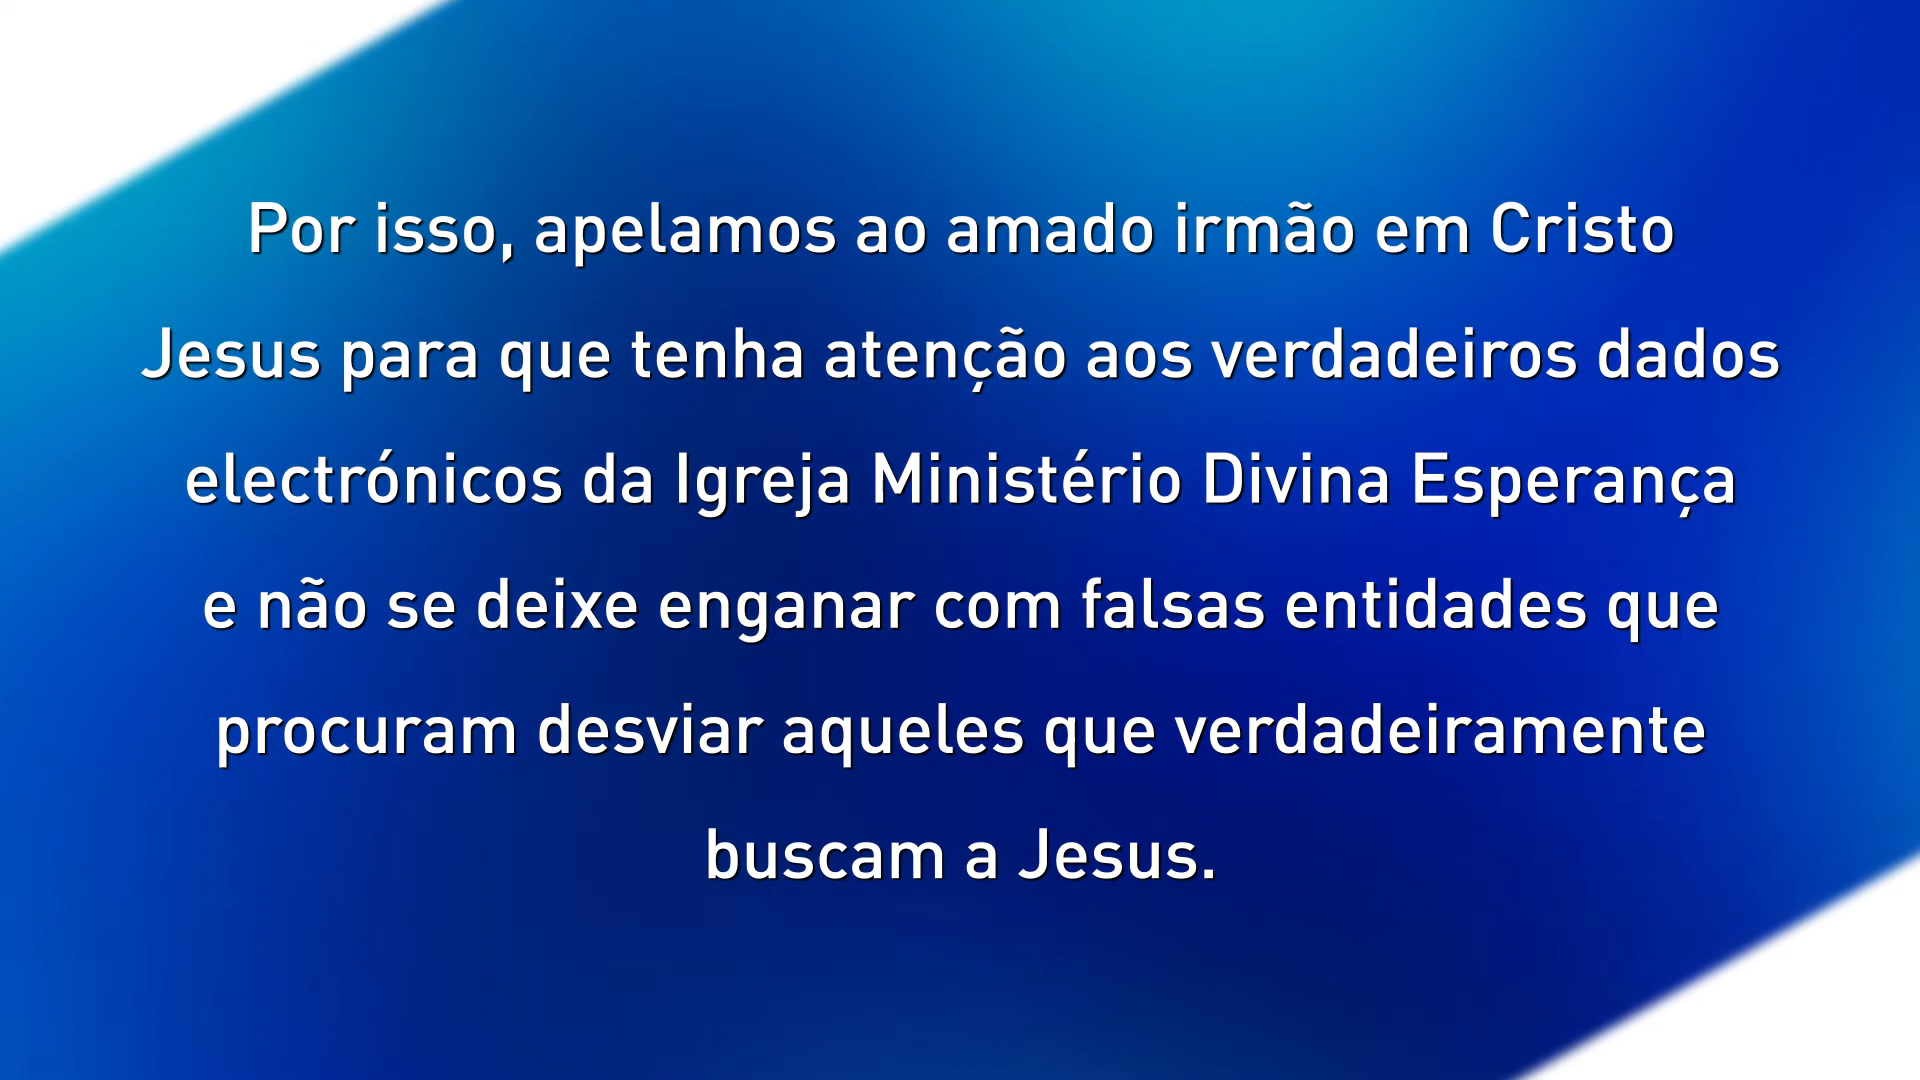 Por isso, apelamos ao amado irmão em Cristo
Jesus para que tenha atenção aos verdadeiros dados
electrónicos da Igreja Ministério Divina Esperança
e não se deixe enganar com falsas entidades que
procuram desviar aqueles que verdadeiramente
buscam a Jesus.